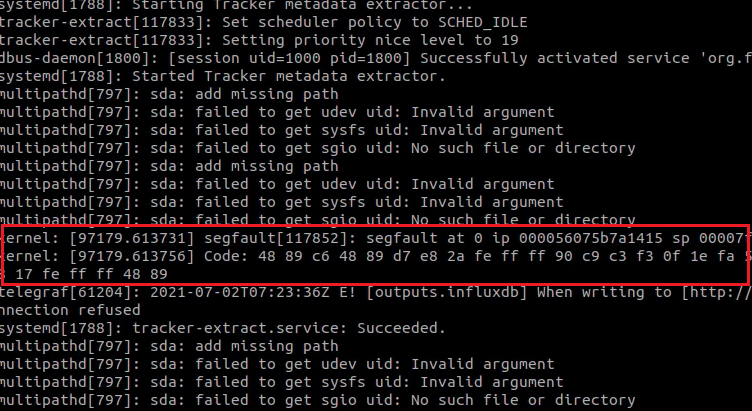 systemd[1788]: Starting Tracker metadata extractor...
tracker-extract[117833]: Set scheduler policy to SCHED_IDLE
tracker-extract[117833]: Setting priority nice level to 19
dbus-daemon[1800]: [session uid=1000 pid=1800] Successfully activated service 'org.f
systemd[1788]: Started Tracker metadata extractor.
multipathd[797]: sda: add missing path
multipathd[797]: sda: failed to get udev uid: Invalid argument
multipathd[797]: sda: failed to get sysfs uid: Invalid argument
multipathd[797]: sda: failed to get sgio uid: No such file or directory
multipathd[797]: sda: add missing path
multipathd[797]: sda: failed to get udev uid: Invalid argument
multipathd[797]: sda: failed to get sysfs uid: Invalid argument
multipathd[797]: sda: failed to get sgio uid: No such file or directory
kernel: [97179.613731] segfault[117852]: segfault at 0 ip 000056075b7a1415 sp 00007f
kernel: [97179.613756] Code: 48 89 c6 48 89 d7 e8 2a fe ff ff 90 c9 c3 f3 0f 1e fa 5
17 fe ff ff 48 89
telegraf[61204]: 2021-07-02T07:23:36Z E! [outputs.influxdb] When writing to [http://
nnection refused
systemd[1788]: tracker-extract.service: Succeeded.
multipathd[797]: sda: add missing path
multipathd[797]: sda: failed to get udev uid: Invalid argument
multipathd[797]: sda: failed to get sysfs uid: Invalid argument
multipathd[797]: sda: failed to get sgio uid: No such file or directory